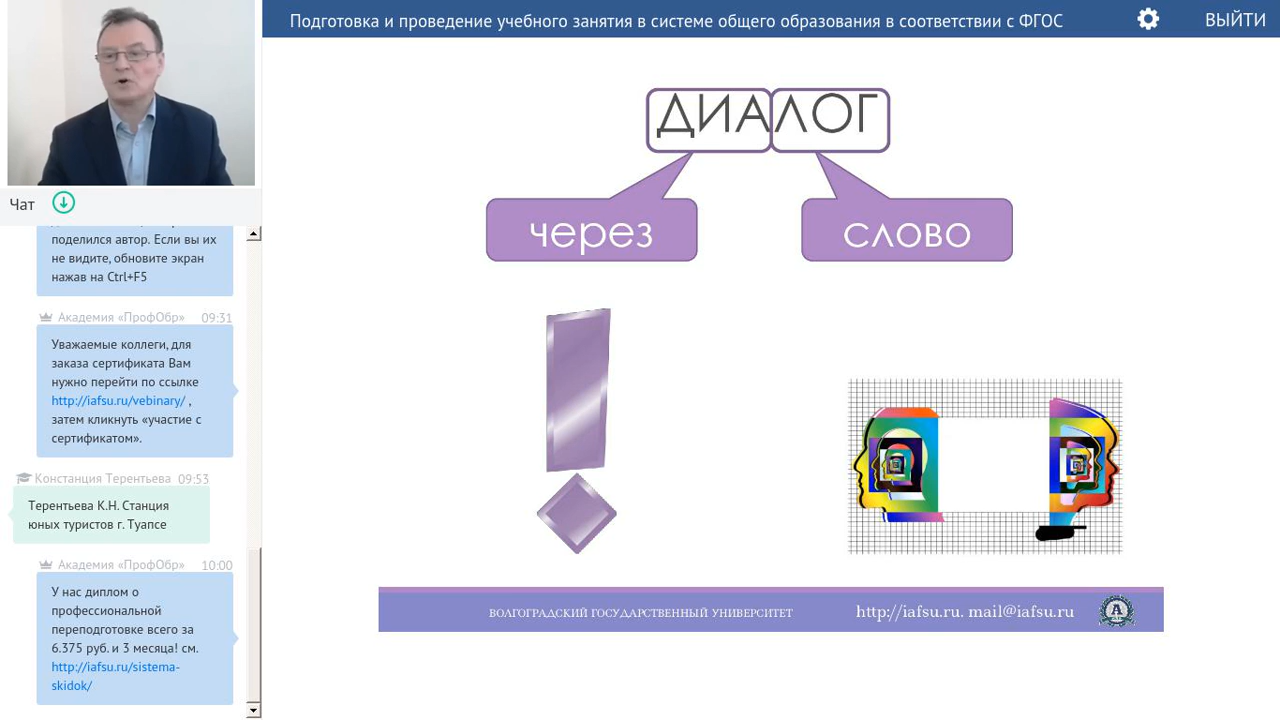 Подготовка и проведение учебного занятия в системе общего образования в соответствии с ФГОС
ВЫЙТИ
Чат
поделился автор. Если вы их
не видите, обновите экран
нажав на Ctrl+F5
Академия «ПрофОбр» 09:31
Уважаемые коллеги, для
заказа сертификата Вам
нужно перейти по ссылке
http://iafsu.ru/vebinary/ ,
затем кликнуть «участие с
сертификатом».
Констанция Терентьева 09:53
Терентьева К.Н. Станция
юных туристов г. Туапсе
Академия «ПрофОбр» 10:00
У нас диплом о
профессиональной
переподготовке всего за
6.375 руб. и 3 месяца! см.
http://iafsu.ru/sistema-
skidok/
ДИАЛОГ
через
слово
!
ВОЛГОГРАДСКИЙ ГОСУДАРСТВЕННЫЙ УНИВЕРСИТЕТ
http://iafsu.ru. mail@iafsu.ru
А